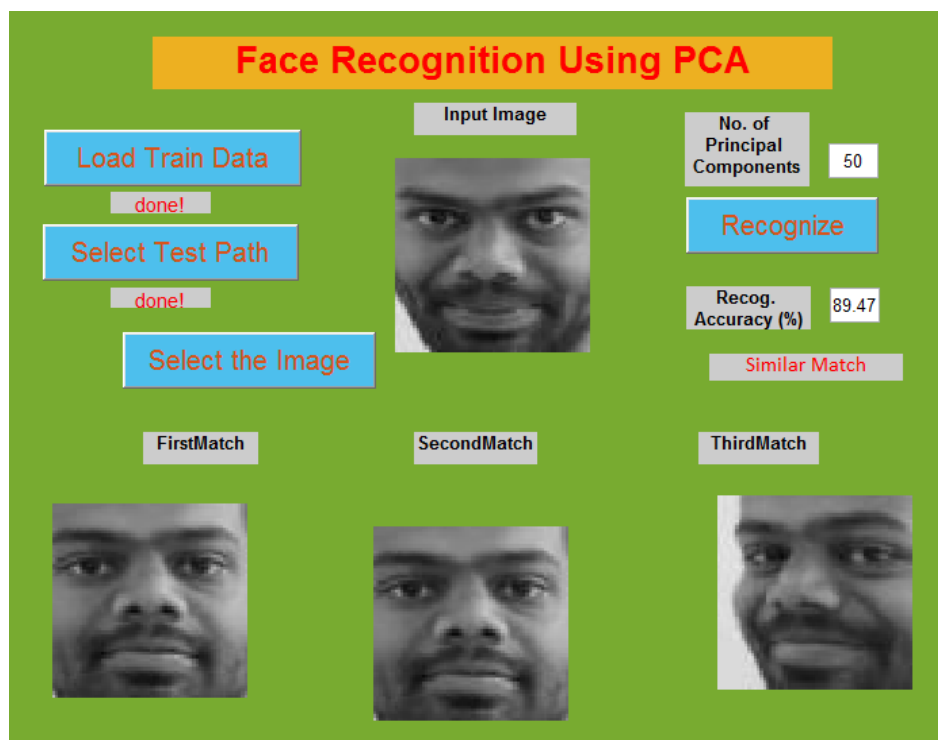 Face Recognition Using PCA
Input Image
No. of
Principal
Components
50
Load Train Data
done!
Recognize
Select Test Path
done!
Recog.
Accuracy (%)
89.47
Select the Image
Similar Match
FirstMatch
SecondMatch
ThirdMatch